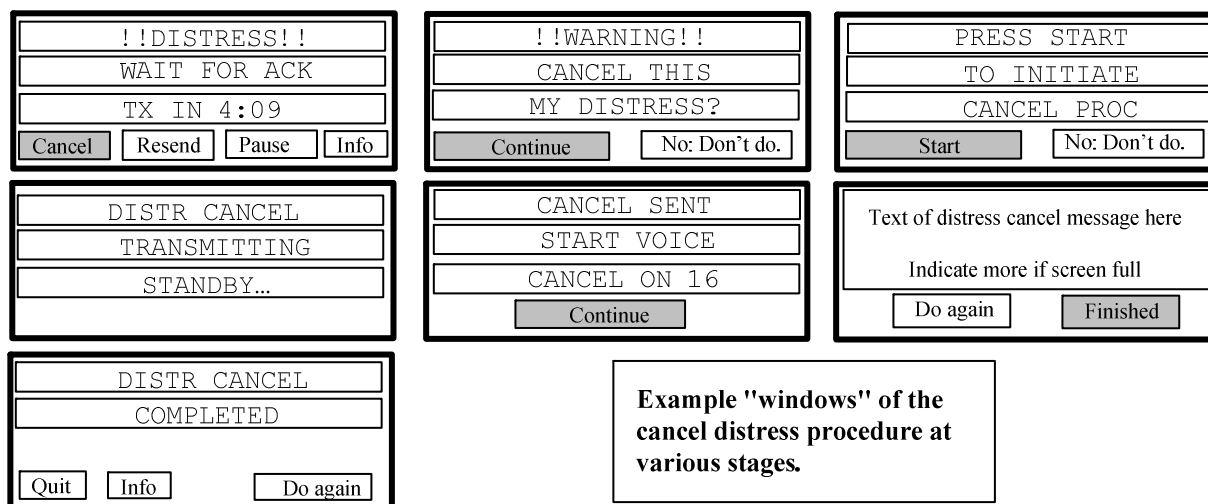 !!DISTRESS!!
WAIT FOR ACK
TX IN 4:09
Cancel Resend Pause Info
!!WARNING!!
CANCEL THIS
MY DISTRESS?
Continue No: Don't do.
PRESS START
TO INITIATE
CANCEL PROC
Start No: Don't do.
DISTR CANCEL
TRANSMITTING
STANDBY…
CANCEL SENT
START VOICE
CANCEL ON 16
Continue
Text of distress cancel message here
Indicate more if screen full
Do again Finished
DISTR CANCEL
COMPLETED
Quit Info Do again
Example "windows" of the
cancel distress procedure at
various stages.